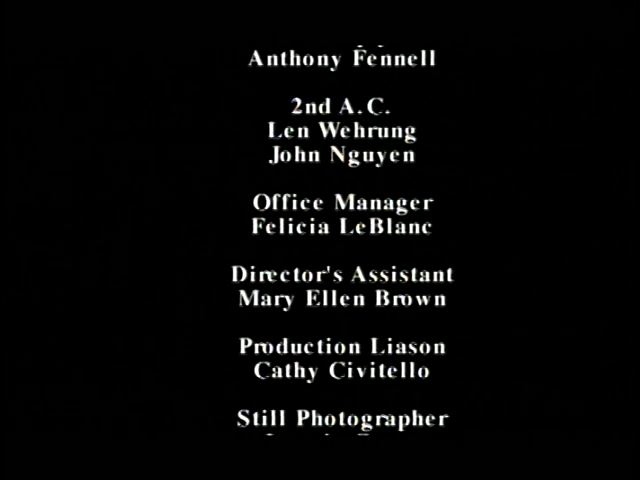 Anthony Fennell
2nd A.C.
Len Wehrung
John Nguyen
Office Manager
Felicia LeBlanc
Director's Assistant
Mary Ellen Brown
Production Liason
Cathy Civitello
Still Photographer